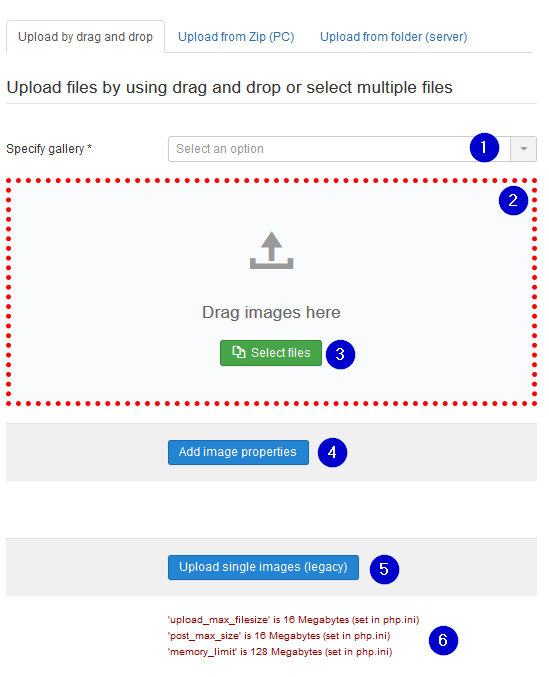 Upload by drag and drop Upload from Zip (PC) Upload from folder (server)
Upload files by using drag and drop or select multiple files
Specify gallery * Select an option 1
2
Drag images here
Select files 3
Add image properties 4
Upload single images (legacy) 5
'upload_max_filesize' is 16 Megabytes (set in php.ini)
'post_max_size' is 16 Megabytes (set in php.ini) 6
'memory_limit' is 128 Megabytes (set in php.ini)